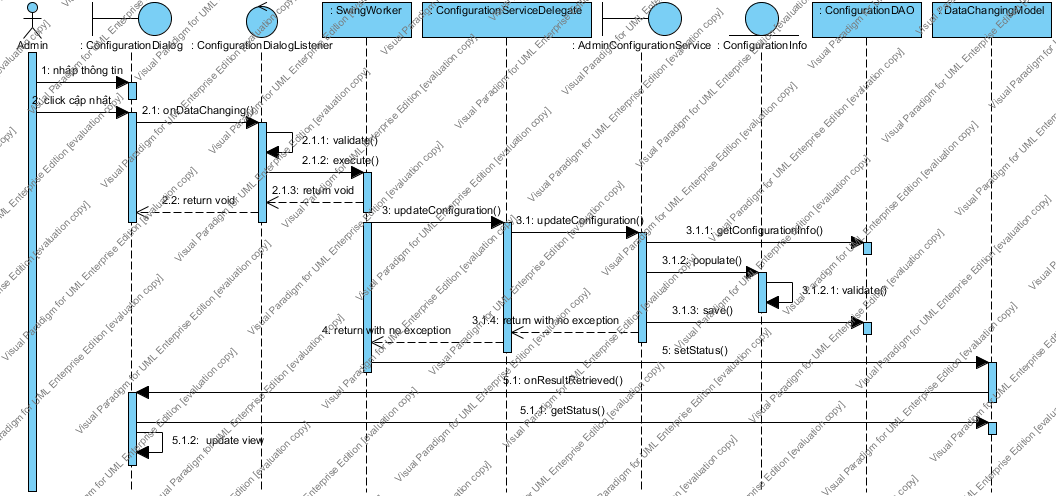 : SwingWorker
: ConfigurationServiceDelegate
: ConfigurationDAO
: DataChangingModel
Admin
: ConfigurationDialog
: ConfigurationDialogListener
: AdminConfigurationService
: ConfigurationInfo
1: nhập thông tin
2: click cập nhật
2.1: onDataChanging()
2.1.1: validate()
2.1.2: execute()
2.1.3: return void
2.2: return void
3: updateConfiguration()
3.1: updateConfiguration()
3.1.1: getConfigurationInfo()
3.1.2: populate()
3.1.2.1: validate()
3.1.3: save()
3.1.4: return with no exception
4: return with no exception
5: setStatus()
5.1: onResultRetrieved()
5.1.1: getStatus()
5.1.2: update view
Visual Paradigm for UML Enterprise Edition [evaluation copy]